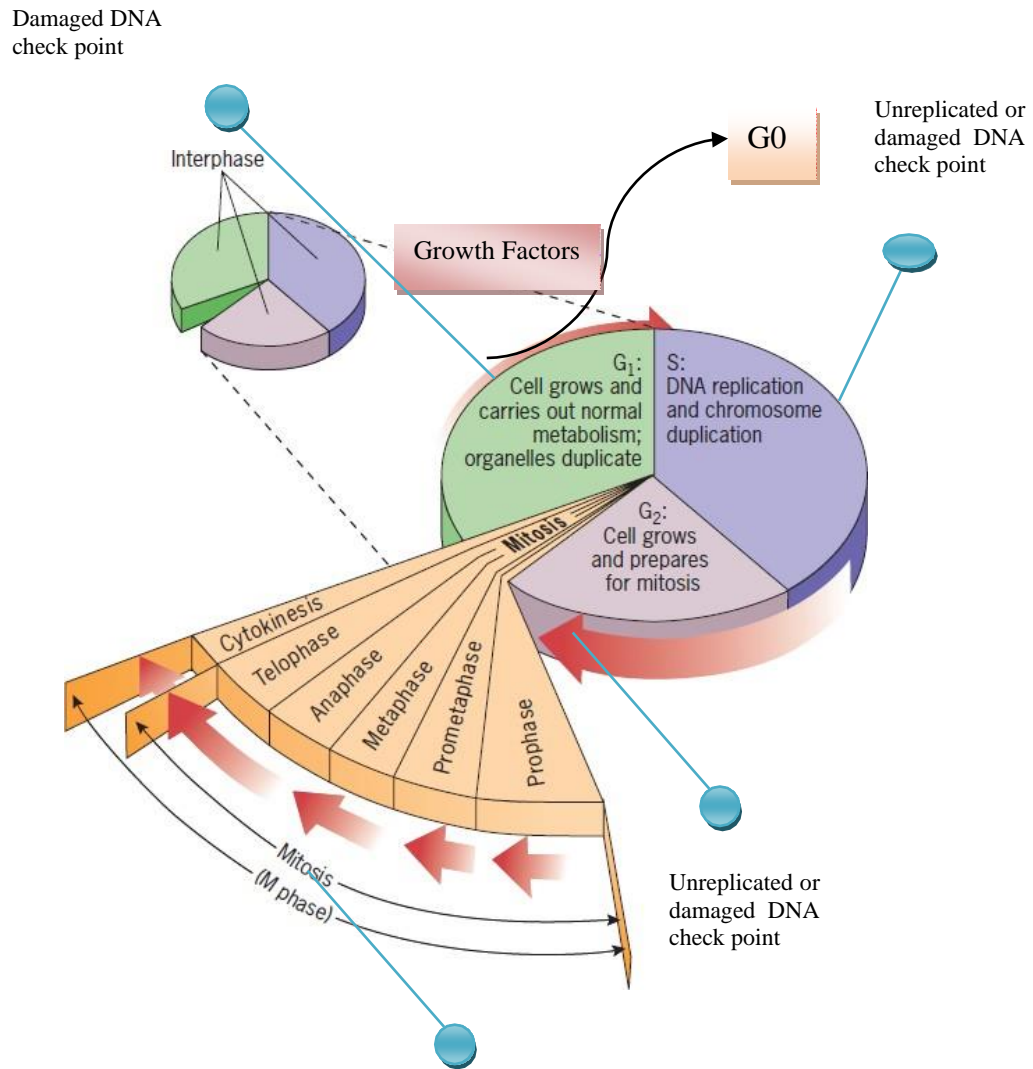 Damaged DNA
check point
Unreplicated or
damaged DNA
check point
G0
Interphase
Growth Factors
G₁:
Cell grows and
carries out normal
metabolism;
organelles duplicate
S:
DNA replication
and chromosome
duplication
G₂:
Cell grows
and prepares
for mitosis
Mitosis
Cytokinesis
Telophase
Anaphase
Metaphase
Prometaphase
Prophase
Mitosis
(M phase)
Unreplicated or
damaged DNA
check point